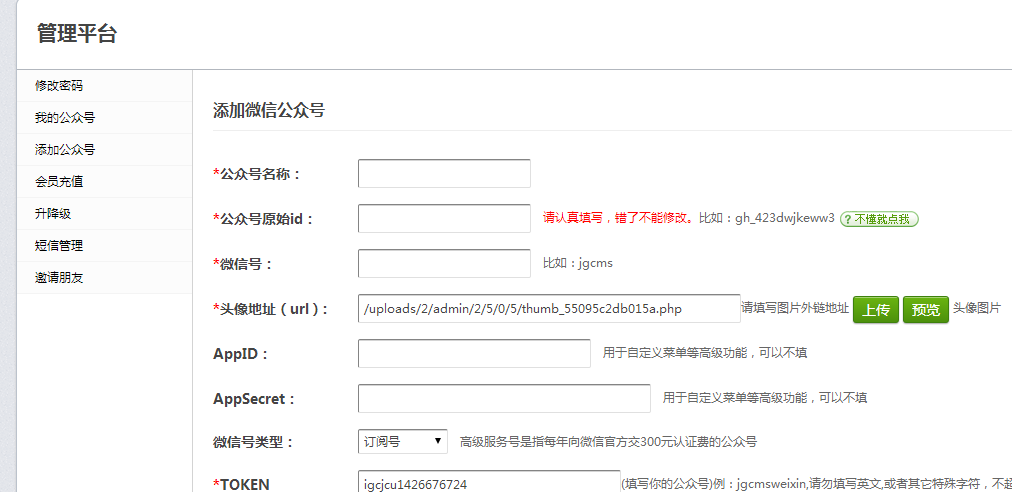 管理平台
修改密码
我的公众号
添加公众号
会员充值
升降级
短信管理
邀请朋友
添加微信公众号
*公众号名称：
*公众号原始id： 请认真填写，错了不能修改。比如：gh_423dwjkeww3 ? 不懂就点我
*微信号： 比如：jgcms
*头像地址（url）： /uploads/2/admin/2/5/0/5/thumb_55095c2db015a.php 请填写图片外链地址 上传 预览 头像图片
AppID： 用于自定义菜单等高级功能，可以不填
AppSecret： 用于自定义菜单等高级功能，可以不填
微信号类型： 订阅号 高级服务号是指每年向微信官方交300元认证费的公众号
*TOKEN igcjcu1426676724 (填写你的公众号)例：jgcmsweixin,请勿填写英文,或者其它特殊字符，不超